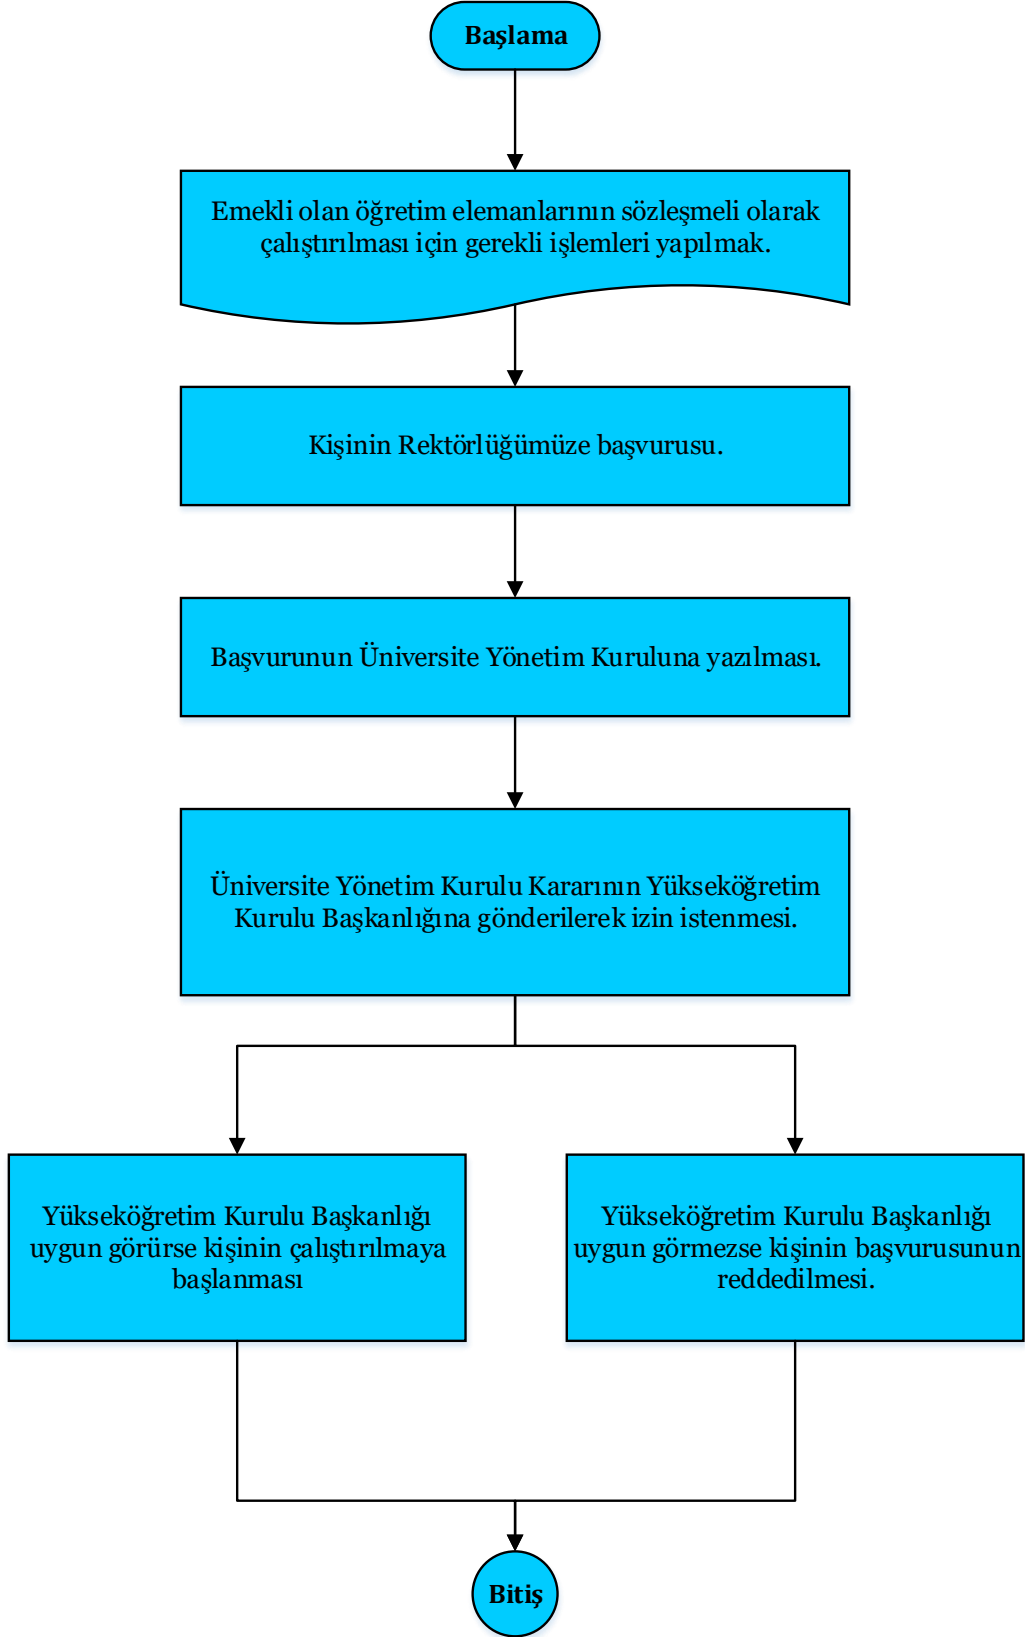 Başlama
Emekli olan öğretim elemanlarının sözleşmeli olarak
çalıştırılması için gerekli işlemleri yapılmak.
Kişinin Rektörlüğümüze başvurusu.
Başvurunun Üniversite Yönetim Kuruluna yazılması.
Üniversite Yönetim Kurulu Kararının Yükseköğretim
Kurulu Başkanlığına gönderilerek izin istenmesi.
Yükseköğretim Kurulu Başkanlığı
uygun görürse kişinin çalıştırılmaya
başlanması
Yükseköğretim Kurulu Başkanlığı
uygun görmezse kişinin başvurusunun
reddedilmesi.
Bitiş